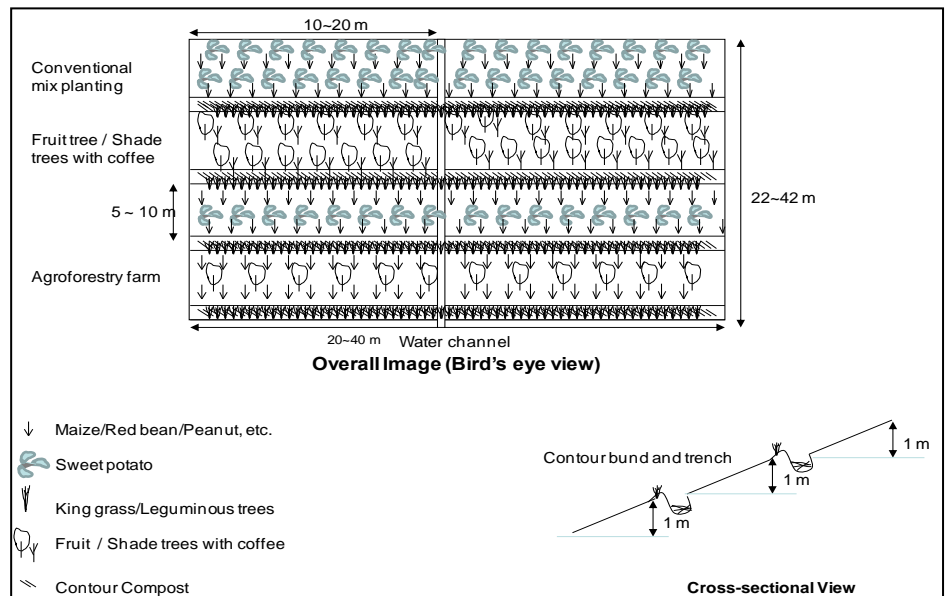 10~20 m
Conventional
mix planting
Fruit tree / Shade
trees with coffee
5 ~ 10 m
22~42 m
Agroforestry farm
20~40 m Water channel
Overall Image (Bird's eye view)
Maize/Red bean/Peanut, etc.
Sweet potato
King grass/Leguminous trees
Fruit / Shade trees with coffee
Contour Compost
Contour bund and trench
1 m
1 m
1 m
Cross-sectional View